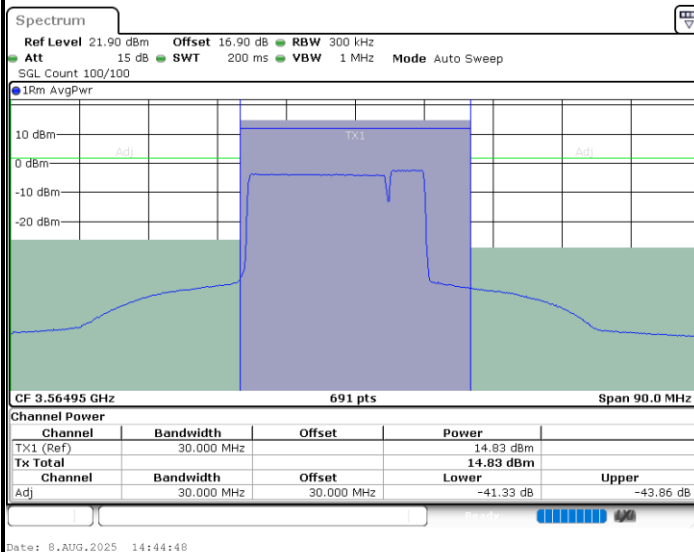 Spectrum
Ref Level 21.90 dBm Offset 16.90 dB RBW 300 kHz
Att 15 dB SWT 200 ms VBW 1 MHz Mode Auto Sweep
SGL Count 100/100
1Rm AvgPwr
10 dBm
TX1
Adj
Adj
0 dBm
-10 dBm
-20 dBm
CF 3.56495 GHz 691 pts Span 90.0 MHz
Channel Power
Channel Bandwidth Offset Power
TX1 (Ref) 30.000 MHz 14.83 dBm
Tx Total 14.83 dBm
Channel Bandwidth Offset Lower Upper
Adj 30.000 MHz 30.000 MHz -41.33 dB -43.86 dB
Ready
Date: 8.AUG.2025 14:44:48